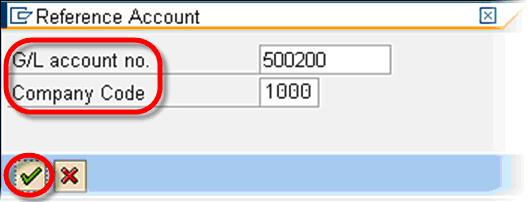 Reference Account
G/L account no. 500200
Company Code 1000